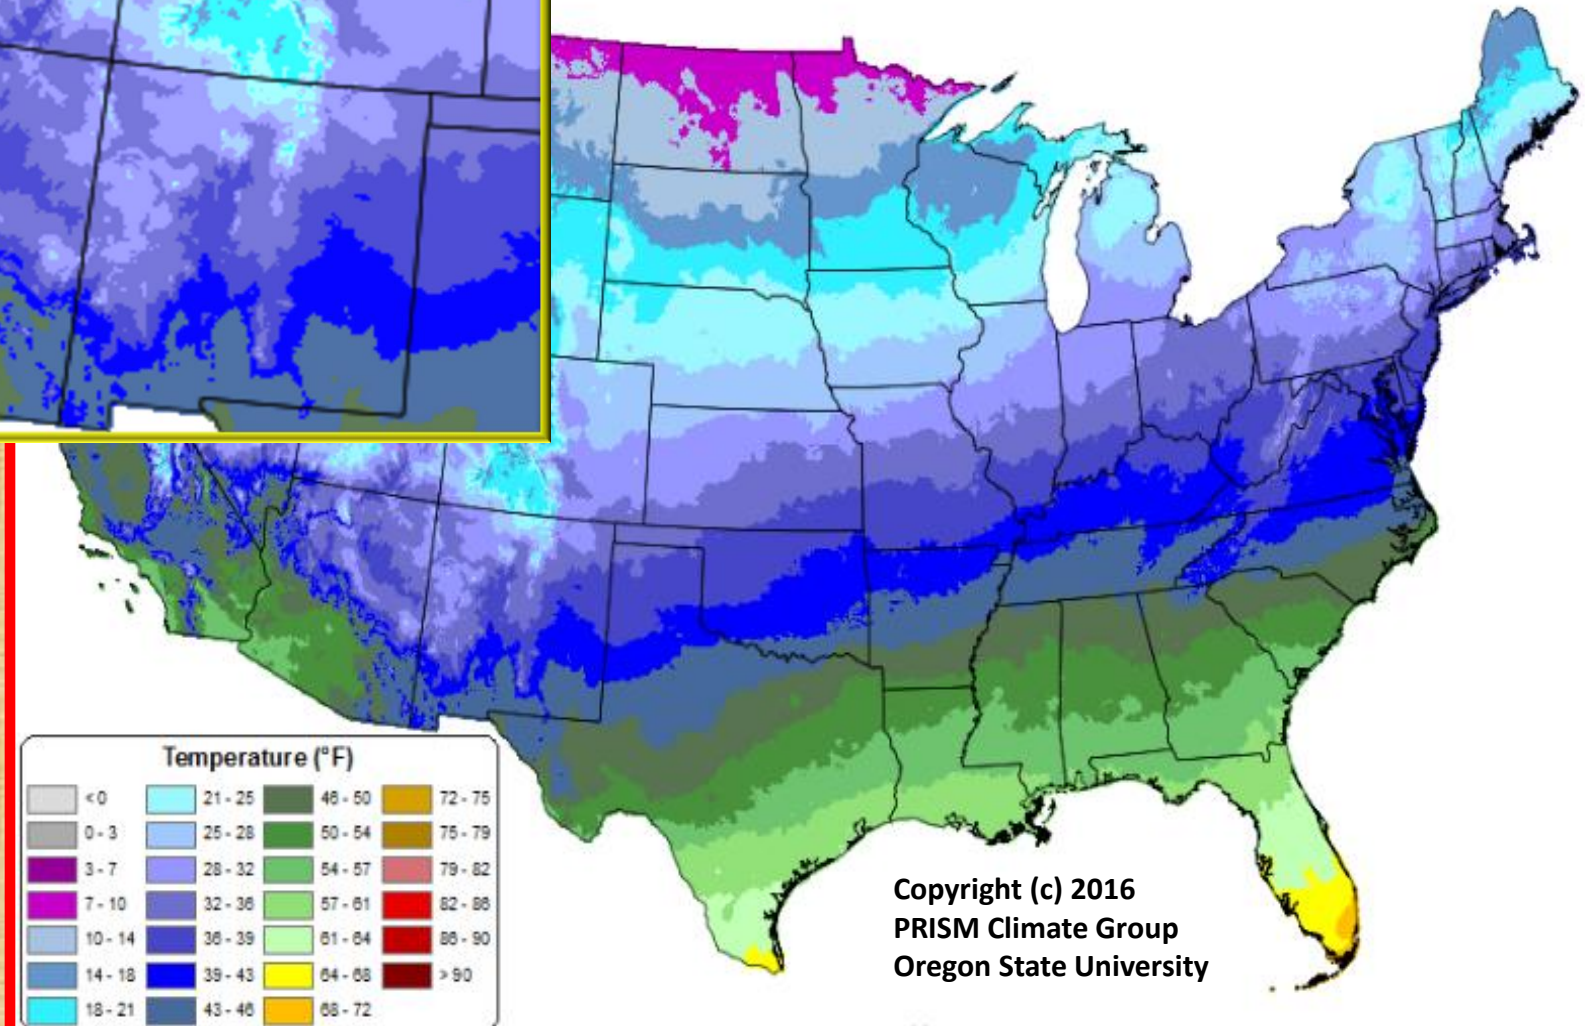 Temperature (°F)
<0
0 - 3
3 - 7
7 - 10
10 - 14
14 - 18
18 - 21
21 - 25
25 - 28
28 - 32
32 - 36
36 - 39
39 - 43
43 - 46
46 - 50
50 - 54
54 - 57
57 - 61
61 - 64
64 - 68
68 - 72
72 - 75
75 - 79
79 - 82
82 - 86
86 - 90
> 90
Copyright (c) 2016
PRISM Climate Group
Oregon State University